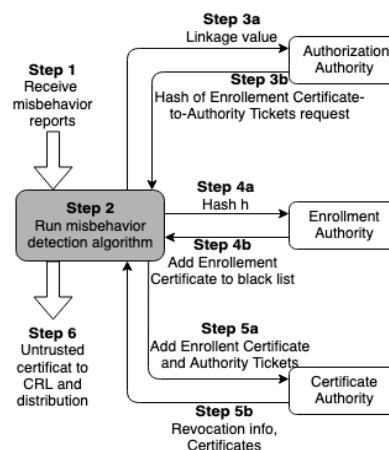 Step 3a
Linkage value
Authorization
Authority
Step 1
Receive
misbehavior
reports
Step 3b
Hash of Enrollement Certificate-
to-Authority Tickets request
Step 2
Run misbehavior
detection algorithm
Step 4a
Hash h
Enrollment
Authority
Step 4b
Add Enrollement
Certificate to black list
Step 6
Untrusted
certificat to
CRL and
distribution
Step 5a
Add Enrollent Certificate
and Authority Tickets
Certificate
Authority
Step 5b
Revocation info,
Certificates